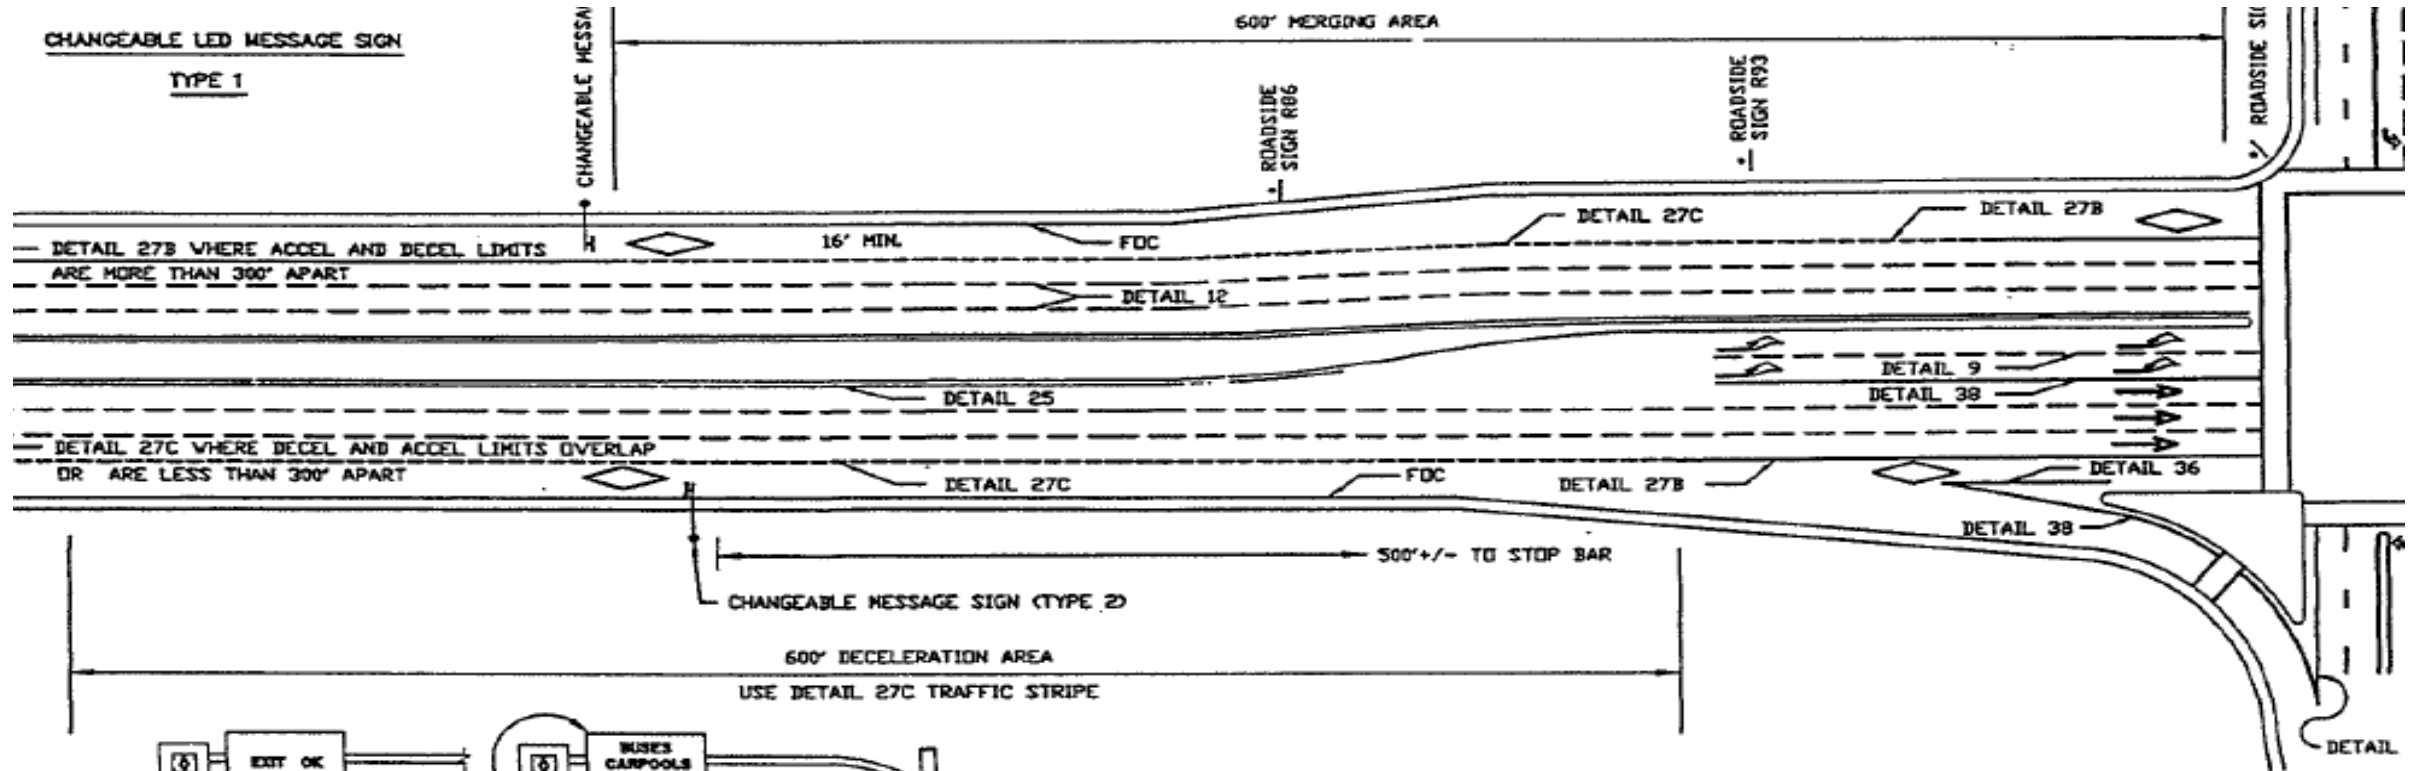 CHANGEABLE LED MESSAGE SIGN
TYPE 1
CHANGEABLE
600' MERGING AREA
ROADSIDE
SIGN R86
ROADSIDE
SIGN R93
ROADSIDE
DETAIL 27B WHERE ACCEL AND DECEL LIMITS
ARE MORE THAN 300' APART
16' MIN.
FOC
DETAIL 27C
DETAIL 27B
DETAIL 12
DETAIL 9
DETAIL 38
DETAIL 25
DETAIL 27C WHERE DECEL AND ACCEL LIMITS OVERLAP
OR ARE LESS THAN 300' APART
DETAIL 27C
FOC
DETAIL 27B
DETAIL 36
DETAIL 38
500'+/- TO STOP BAR
CHANGEABLE MESSAGE SIGN (TYPE 2)
600' DECELERATION AREA
USE DETAIL 27C TRAFFIC STRIPE
DETAIL
EXIT OK
BUSES
CARPOOLS